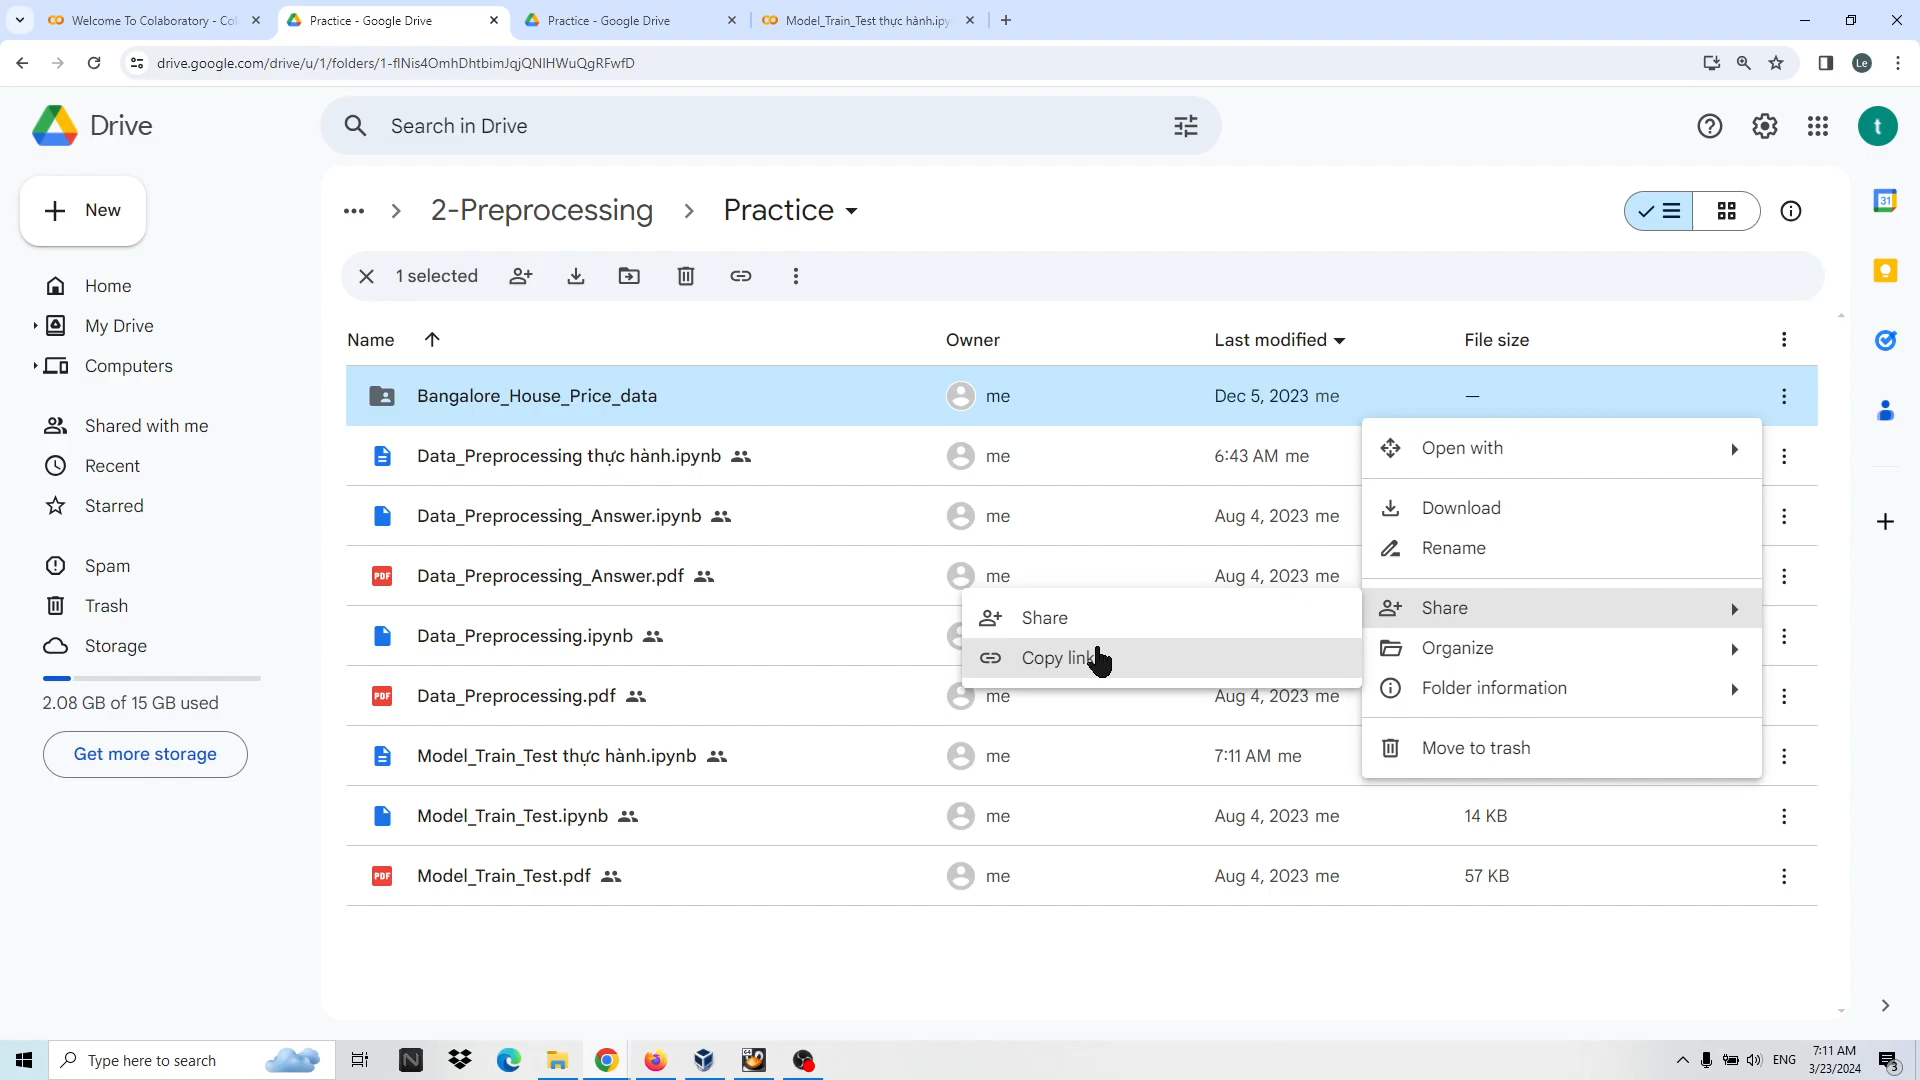 Welcome To Colaboratory - Co
Practice - Google Drive
Practice - Google Drive
Model_Train_Test thực hành.ipy
drive.google.com/drive/u/1/folders/1-flNis4OmhDhtbimJqjQNIHWuQgRFwfD
Le
Drive
Search in Drive
t
New
2-Preprocessing
Practice
31
Home
My Drive
Computers
Shared with me
Recent
Starred
Spam
Trash
Storage
2.08 GB of 15 GB used
Get more storage
1 selected
Name
Owner
Last modified
File size
Bangalore_House_Price_data
me
Dec 5, 2023 me
—
Data_Preprocessing thực hành.ipynb
me
6:43 AM me
Data_Preprocessing_Answer.ipynb
me
Aug 4, 2023 me
PDF
Data_Preprocessing_Answer.pdf
me
Aug 4, 2023 me
Data_Preprocessing.ipynb
PDF
Data_Preprocessing.pdf
me
Aug 4, 2023 me
Model_Train_Test thực hành.ipynb
me
7:11 AM me
Model_Train_Test.ipynb
me
Aug 4, 2023 me
14 KB
PDF
Model_Train_Test.pdf
me
Aug 4, 2023 me
57 KB
Open with
Download
Rename
Share
Organize
Folder information
Move to trash
Share
Copy link
Type here to search
N
ENG
7:11 AM
3/23/2024
3